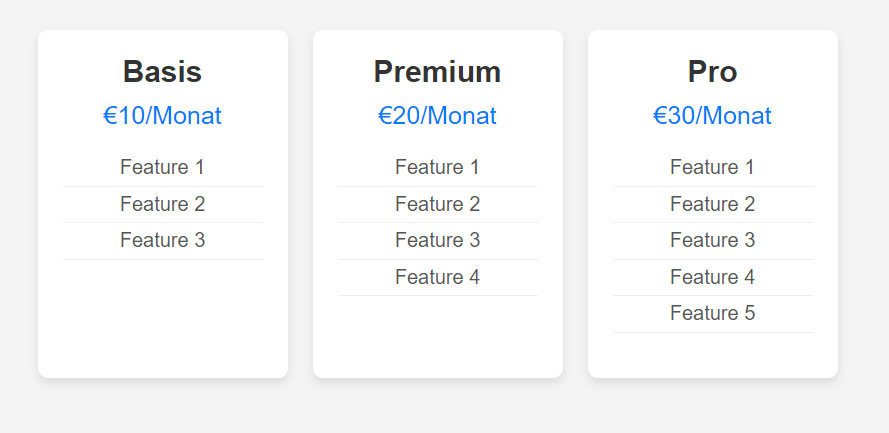 Basis
€10/Monat
Feature 1
Feature 2
Feature 3
Premium
€20/Monat
Feature 1
Feature 2
Feature 3
Feature 4
Pro
€30/Monat
Feature 1
Feature 2
Feature 3
Feature 4
Feature 5